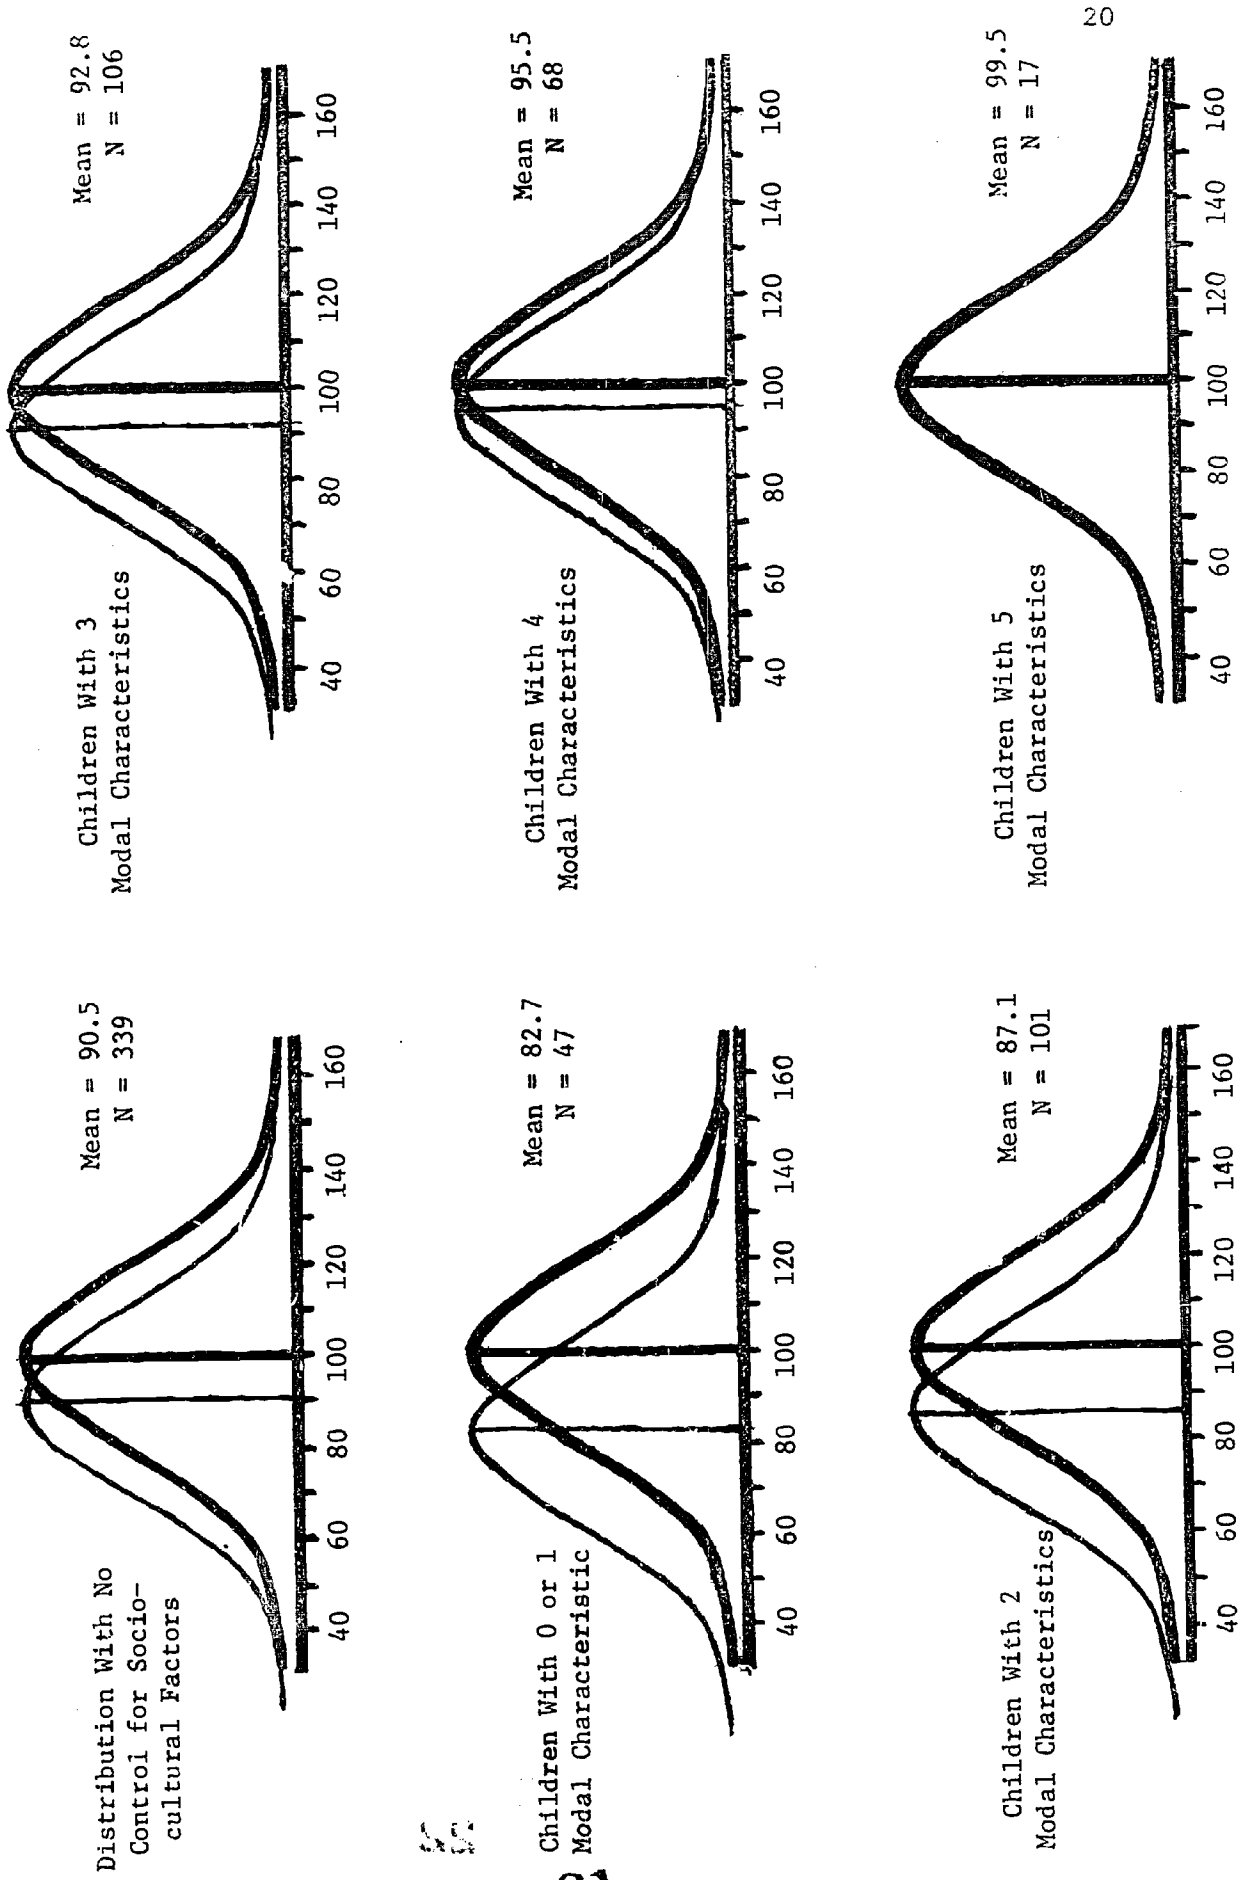 20
Distribution With No
Control for Socio-
cultural Factors
Mean = 90.5
N = 339
40 60 80 100 120 140 160
Children With 0 or 1
Modal Characteristic
Mean = 82.7
N = 47
40 60 80 100 120 140 160
Children With 2
Modal Characteristics
Mean = 87.1
N = 101
40 60 80 100 120 140 160
Children With 3
Modal Characteristics
Mean = 92.8
N = 106
40 60 80 100 120 140 160
Children With 4
Modal Characteristics
Mean = 95.5
N = 68
40 60 80 100 120 140 160
Children With 5
Modal Characteristics
Mean = 99.5
N = 17
40 60 80 100 120 140 160